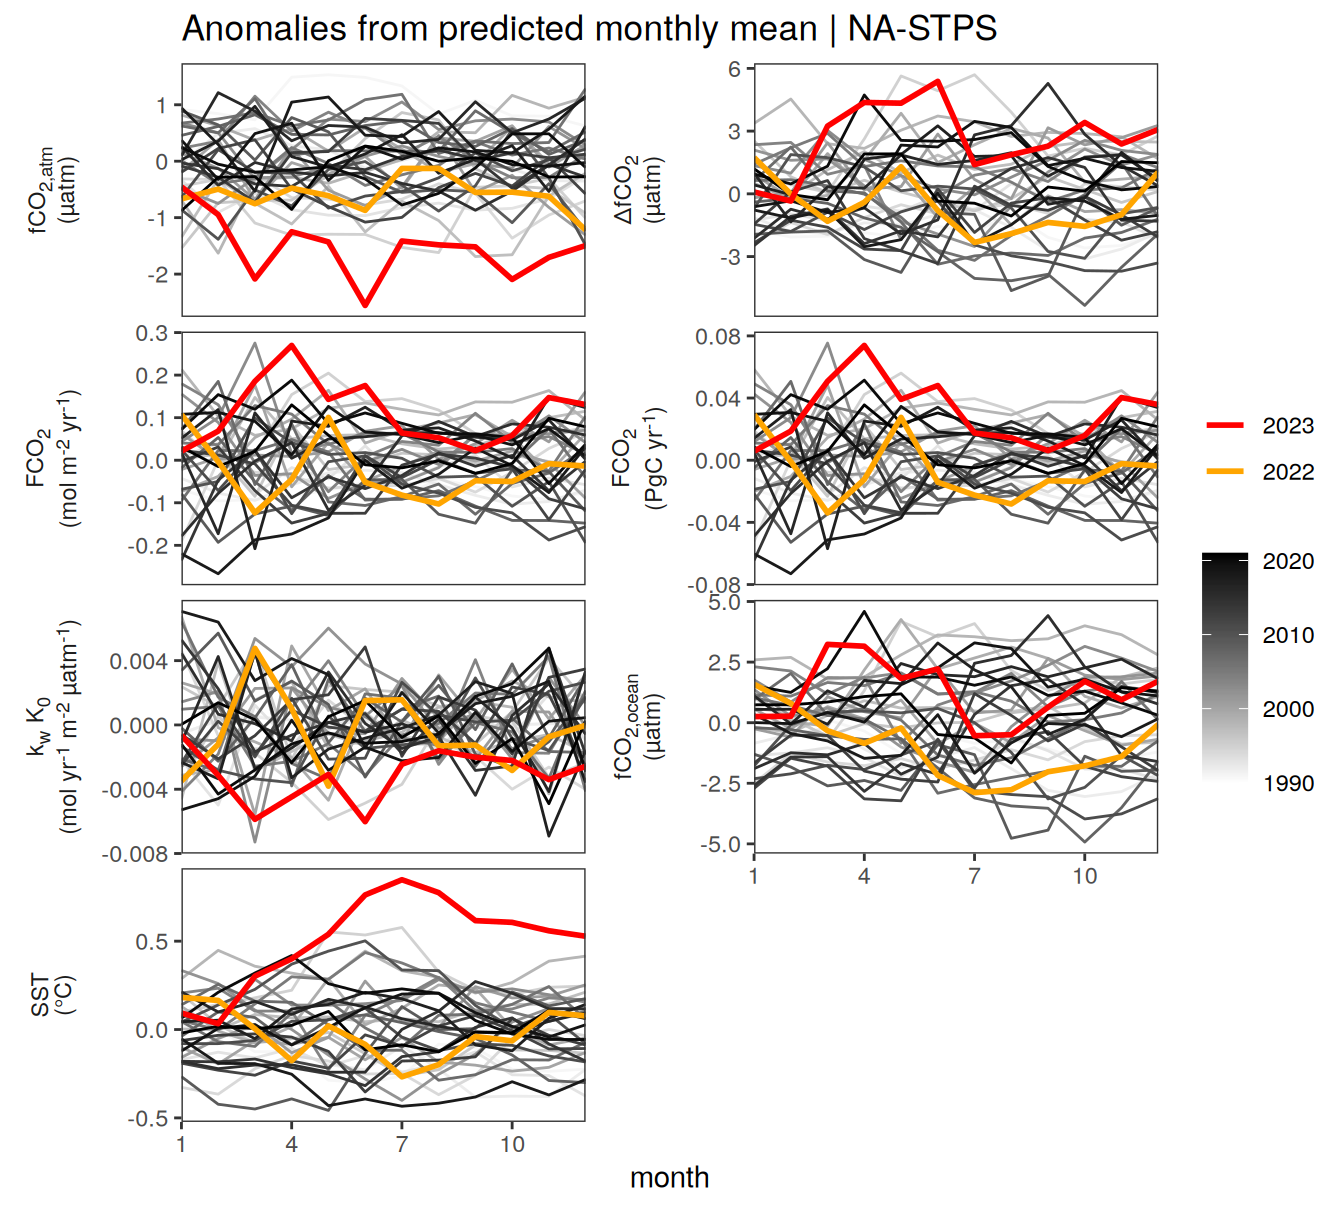 Anomalies from predicted monthly mean | NA-STPS
fCO2,atm
(µatm)
1
0
-1
-2
ΔfCO2
(µatm)
6
3
0
-3
FCO2
(mol m-2 yr-1)
0.3
0.2
0.1
0.0
-0.1
-0.2
FCO2
(PgC yr-1)
0.08
0.04
0.00
-0.04
-0.08
kw K0
(mol yr-1 m-2 µatm-1)
0.004
0.000
-0.004
-0.008
fCO2,ocean
(µatm)
5.0
2.5
0.0
-2.5
-5.0
1 4 7 10
SST
(°C)
0.5
0.0
-0.5
1 4 7 10
month
2023
2022
2020
2010
2000
1990